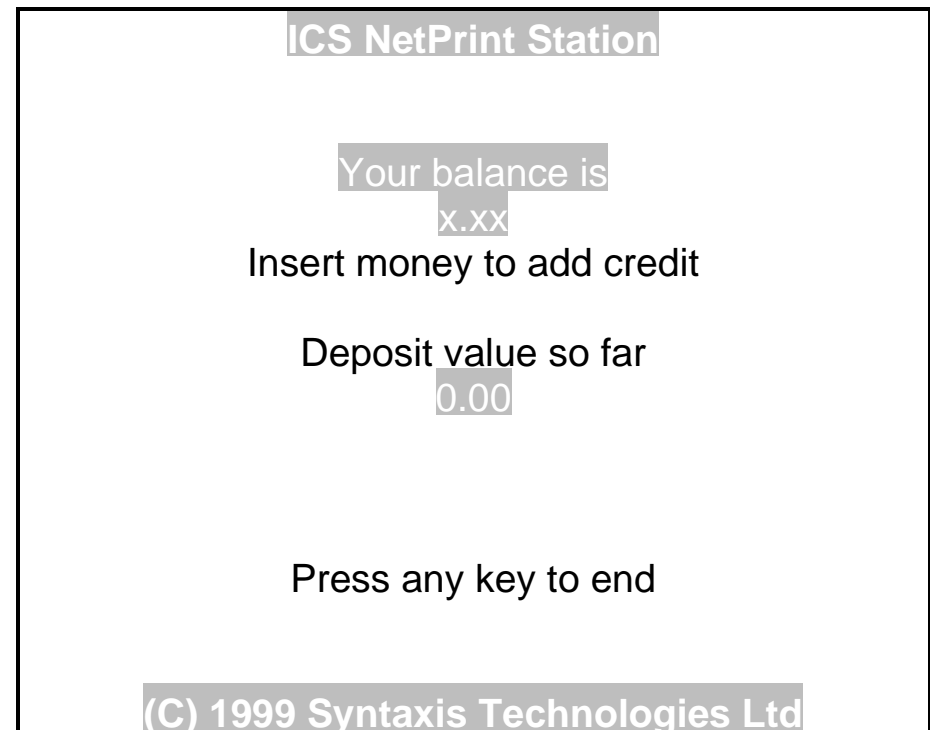 ICS NetPrint Station
Your balance is
x.xx
Insert money to add credit
Deposit value so far
0.00
Press any key to end
(C) 1999 Syntaxis Technologies Ltd